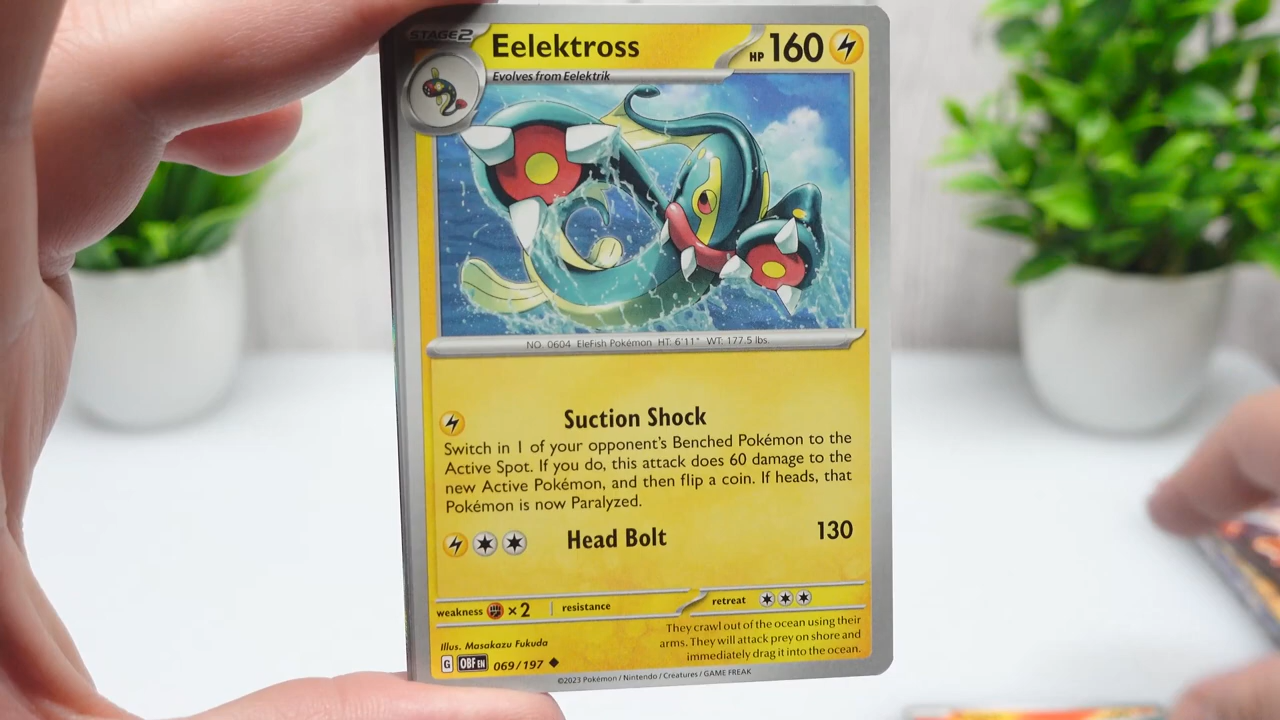 STAGE2 Eelektross HP 160
Evolves from Eelektrik
NO. 0604 EleFish Pokémon HT: 6'11" WT: 177.5 lbs.
Suction Shock
Switch in 1 of your opponent's Benched Pokémon to the
Active Spot. If you do, this attack does 60 damage to the
new Active Pokémon, and then flip a coin. If heads, that
Pokémon is now Paralyzed.
Head Bolt 130
weakness ×2 resistance retreat
They crawl out of the ocean using their
arms. They will attack prey on shore and
immediately drag it into the ocean.
Illus. Masakazu Fukuda
G OBF EN 069/197
©2023 Pokémon / Nintendo / Creatures / GAME FREAK